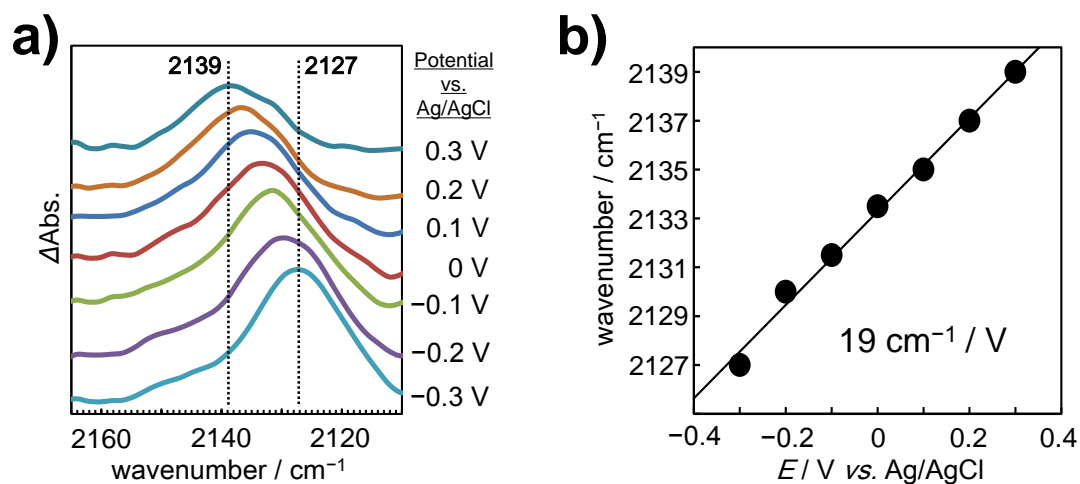 a)
2139
2127
Potential
vs.
Ag/AgCl
0.3 V
0.2 V
0.1 V
0 V
−0.1 V
−0.2 V
−0.3 V
ΔAbs.
2160
2140
2120
wavenumber / cm⁻¹
b)
2139
2137
2135
2133
2131
2129
2127
wavenumber / cm⁻¹
19 cm⁻¹ / V
−0.4
−0.2
0
0.2
0.4
E / V vs. Ag/AgCl